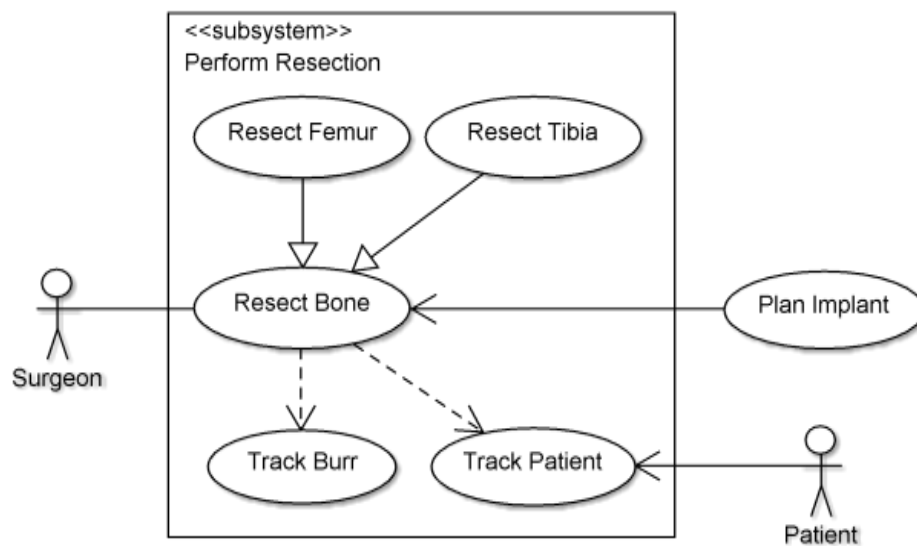 <<subsystem>>
Perform Resection
Resect Femur
Resect Tibia
Resect Bone
Plan Implant
Surgeon
Track Burr
Track Patient
Patient